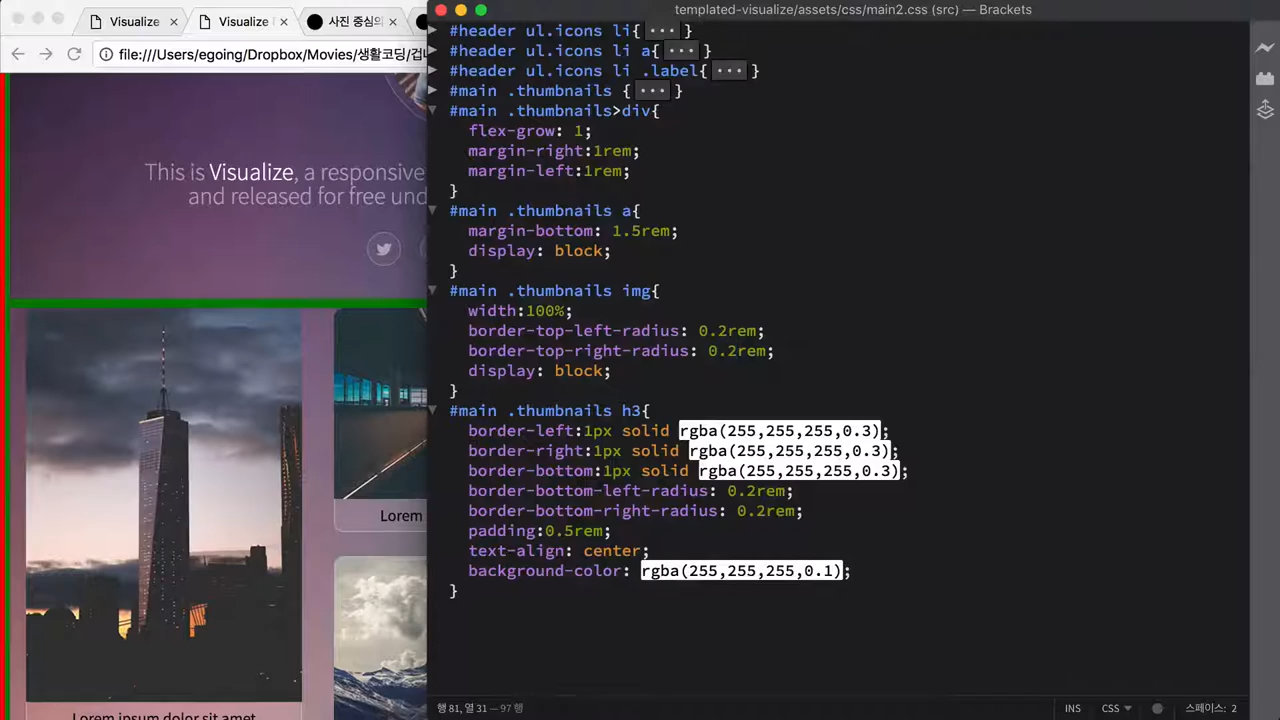 Visualize
Visualize
사진 중심의
templated-visualize/assets/css/main2.css (src) — Brackets
file:///Users/egoing/Dropbox/Movies/생활코딩/겁니
This is Visualize, a responsive
and released for free und
Lorem
Lorem ipsum dolor sit amet
#header ul.icons li{ ... }
#header ul.icons li a{ ... }
#header ul.icons li .label{ ... }
#main .thumbnails { ... }
#main .thumbnails>div{
flex-grow: 1;
margin-right:1rem;
margin-left:1rem;
}
#main .thumbnails a{
margin-bottom: 1.5rem;
display: block;
}
#main .thumbnails img{
width:100%;
border-top-left-radius: 0.2rem;
border-top-right-radius: 0.2rem;
display: block;
}
#main .thumbnails h3{
border-left:1px solid rgba(255,255,255,0.3);
border-right:1px solid rgba(255,255,255,0.3);
border-bottom:1px solid rgba(255,255,255,0.3);
border-bottom-left-radius: 0.2rem;
border-bottom-right-radius: 0.2rem;
padding:0.5rem;
text-align: center;
background-color: rgba(255,255,255,0.1);
}
행 81, 열 31 — 97 행
INS
CSS
스페이스: 2